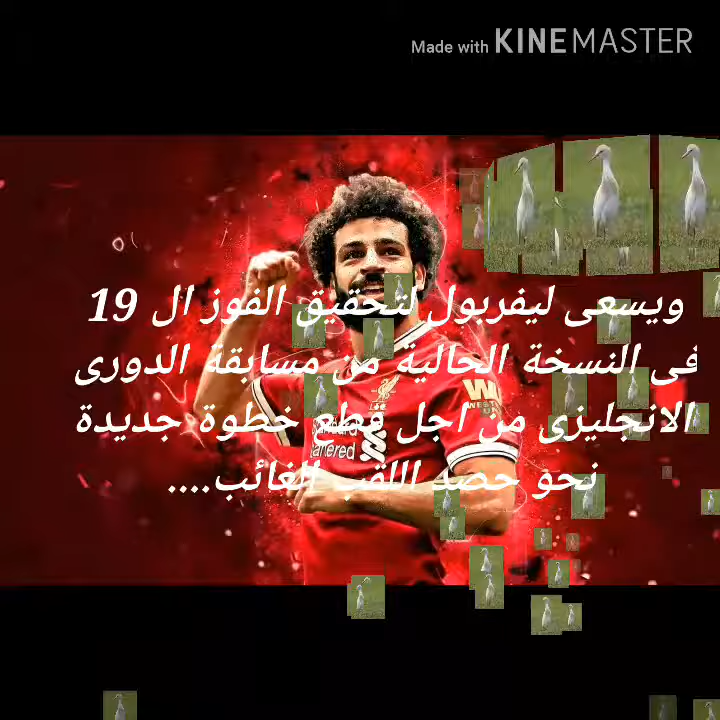 Made with KINEMASTER
ويسعى ليفربول لتحقيق الفوز ال 19
فى النسخة الحالية من مسابقة الدورى
الانجليزى من اجل قطع خطوة جديدة
نحو حصد اللقب الغائب....
WESTERN